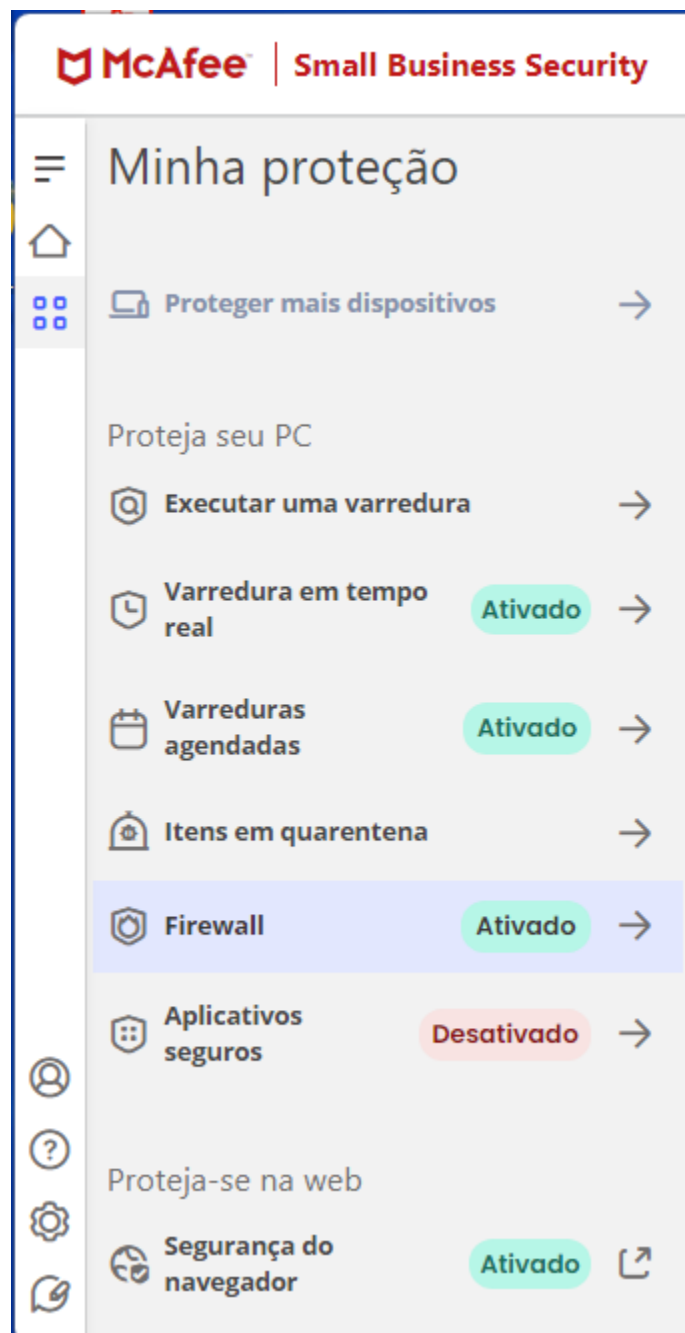 McAfee™ | Small Business Security
Minha proteção
Proteger mais dispositivos
Proteja seu PC
Executar uma varredura
Varredura em tempo
real
Ativado
Varreduras
agendadas
Ativado
Itens em quarentena
Firewall
Ativado
Aplicativos
seguros
Desativado
Proteja-se na web
Segurança do
navegador
Ativado